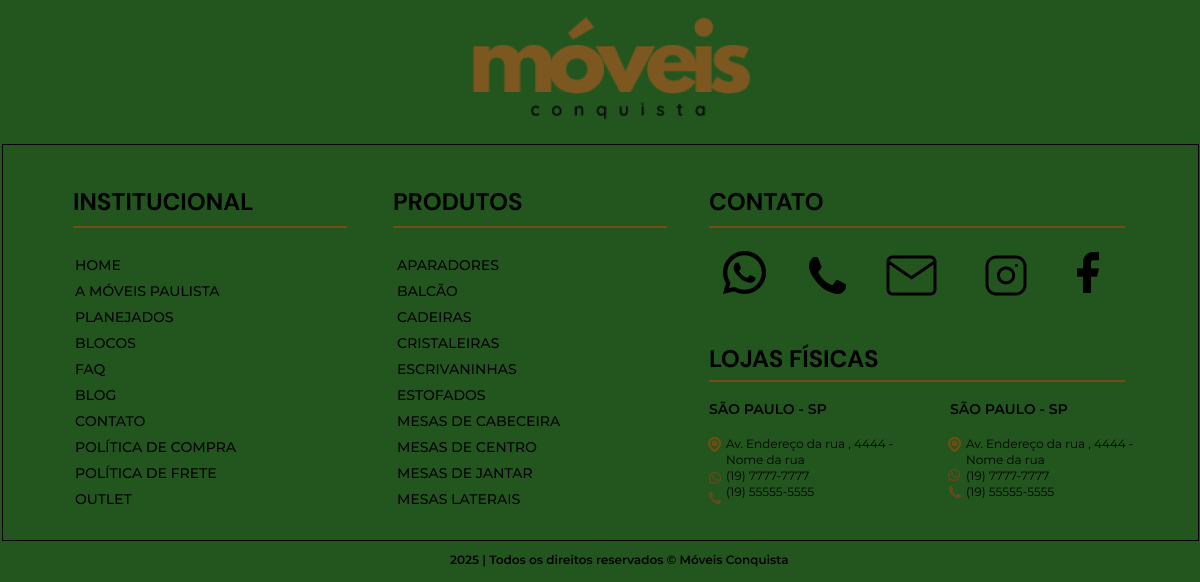 móveis
conquista
INSTITUCIONAL
HOME
A MÓVEIS PAULISTA
PLANEJADOS
BLOCOS
FAQ
BLOG
CONTATO
POLÍTICA DE COMPRA
POLÍTICA DE FRETE
OUTLET
PRODUTOS
APARADORES
BALCÃO
CADEIRAS
CRISTALEIRAS
ESCRIVANINHAS
ESTOFADOS
MESAS DE CABECEIRA
MESAS DE CENTRO
MESAS DE JANTAR
MESAS LATERAIS
CONTATO
LOJAS FÍSICAS
SÃO PAULO - SP
Av. Endereço da rua , 4444 -
Nome da rua
(19) 7777-7777
(19) 55555-5555
SÃO PAULO - SP
Av. Endereço da rua , 4444 -
Nome da rua
(19) 7777-7777
(19) 55555-5555
2025 | Todos os direitos reservados © Móveis Conquista